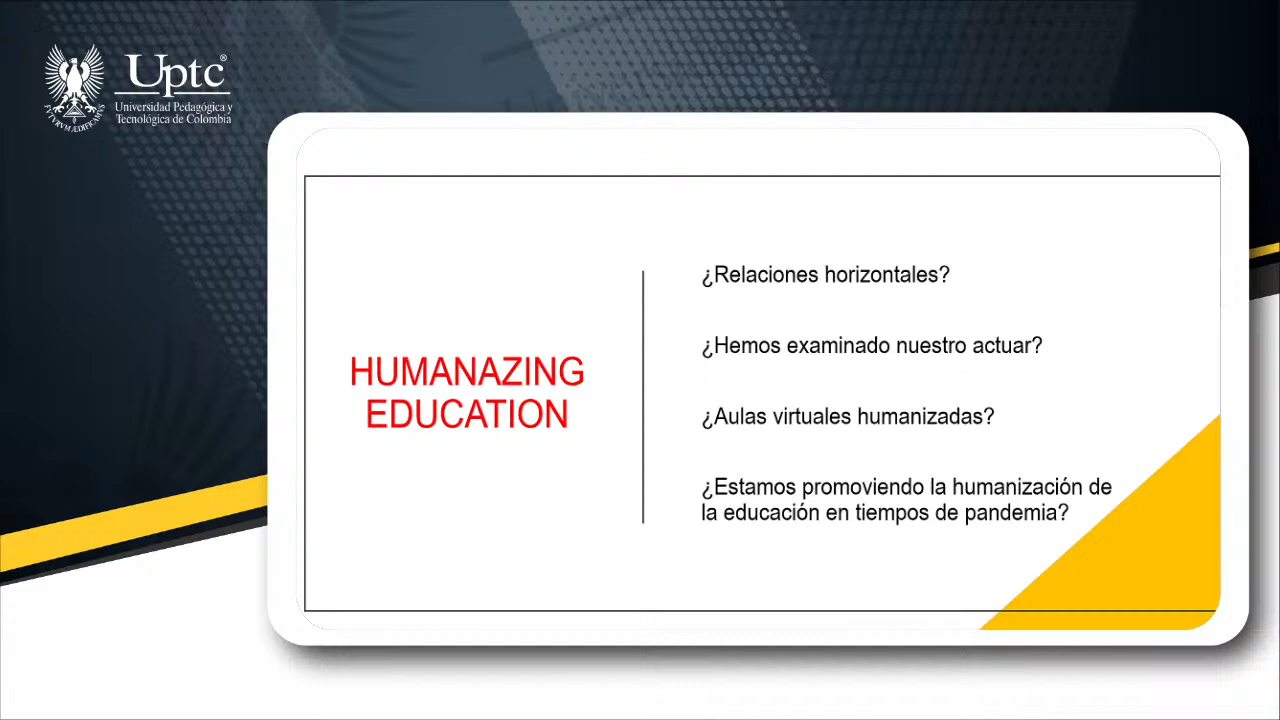 Uptc®
Universidad Pedagógica y
Tecnológica de Colombia
HUMANAZING
EDUCATION
¿Relaciones horizontales?
¿Hemos examinado nuestro actuar?
¿Aulas virtuales humanizadas?
¿Estamos promoviendo la humanización de
la educación en tiempos de pandemia?